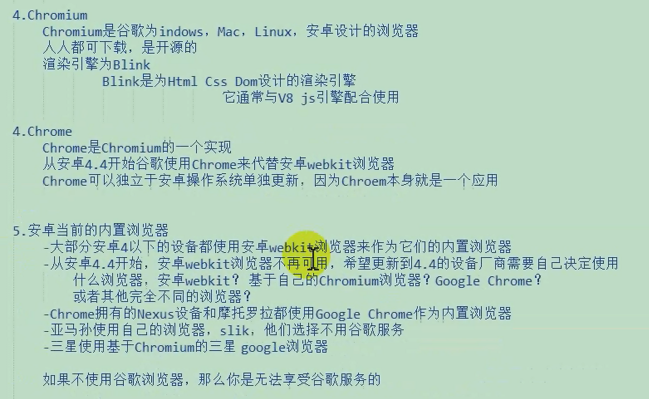 4.Chromium
Chromium是谷歌为indows，Mac，Linux，安卓设计的浏览器
人人都可下载，是开源的
渲染引擎为Blink
Blink是为Html Css Dom设计的渲染引擎
它通常与V8 js引擎配合使用
4.Chrome
Chrome是Chromium的一个实现
从安卓4.4开始谷歌使用Chrome来代替安卓webkit浏览器
Chrome可以独立于安卓操作系统单独更新，因为Chroem本身就是一个应用
5.安卓当前的内置浏览器
-大部分安卓4以下的设备都使用安卓webkit浏览器来作为它们的内置浏览器
-从安卓4.4开始，安卓webkit浏览器不再可用，希望更新到4.4的设备厂商需要自己决定使用
什么浏览器，安卓webkit？ 基于自己的Chromium浏览器？Google Chrome？
或者其他完全不同的浏览器？
-Chrome拥有的Nexus设备和摩托罗拉都使用Google Chrome作为内置浏览器
-亚马孙使用自己的浏览器，slik，他们选择不用谷歌服务
-三星使用基于Chromium的三星 google浏览器
如果不使用谷歌浏览器，那么你是无法享受谷歌服务的